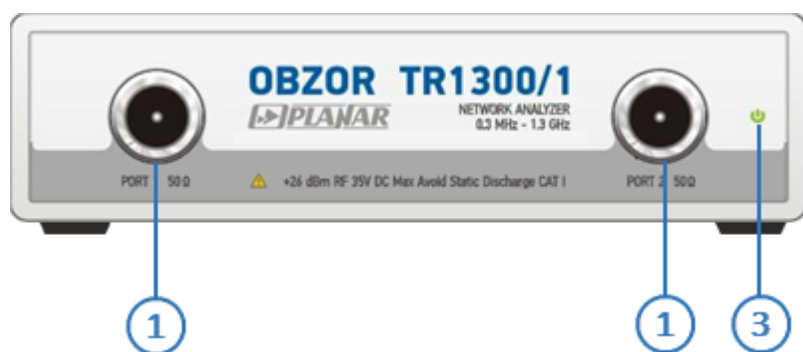 OBZOR TR1300/1
PLANAR
NETWORK ANALYZER
0.3 MHz - 1.3 GHz
PORT 50 Ω
+26 dBm RF 35V DC Max Avoid Static Discharge CAT I
PORT 2 50Ω
1
1
3